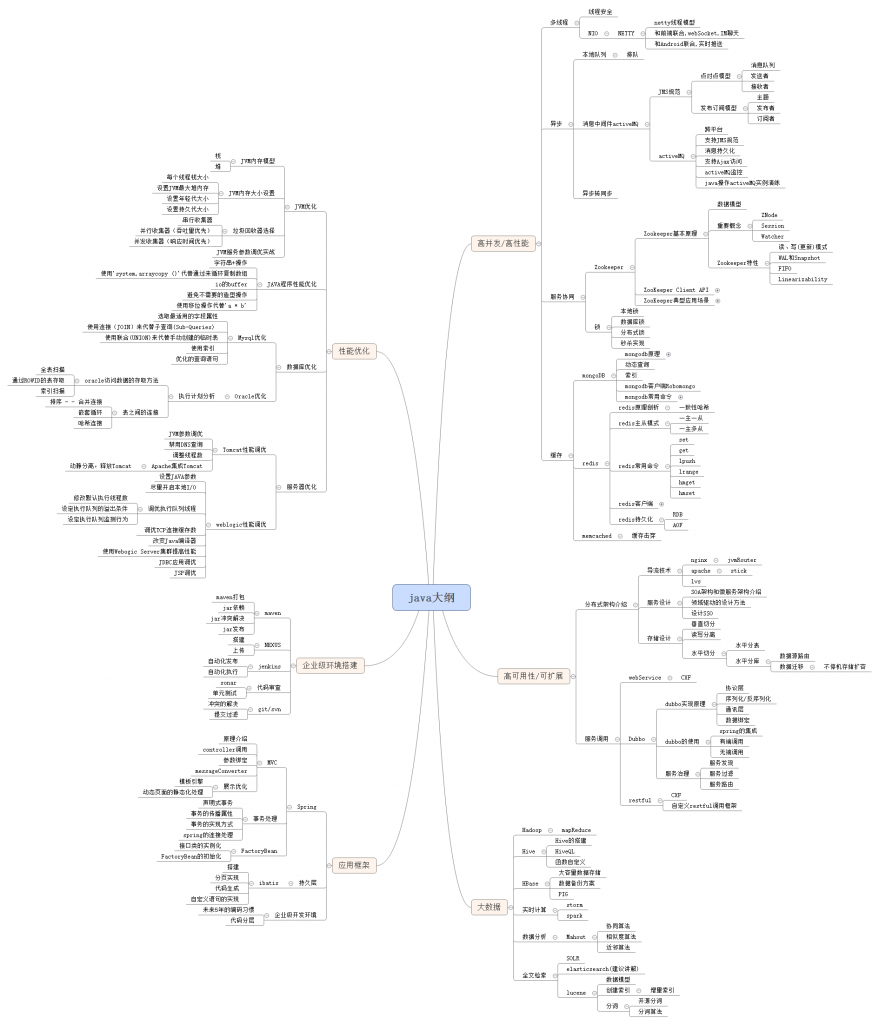 java大纲
高并发/高性能
多线程
线程安全
NIO
NETTY
netty线程模型
和前端联合,webSocket,IM聊天
和Android联合,实时推送
异步
本地队列
排队
消息中间件activeMQ
JMS规范
点对点模型
消息队列
发送者
接收者
发布订阅模型
主题
发布者
订阅者
activeMQ
跨平台
支持JMS规范
消息持久化
支持Ajax访问
activeMQ监控
java操作activeMQ实例演练
异步转同步
服务协同
Zookeeper
Zookeeper基本原理
数据模型
重要概念
ZNode
Session
Watcher
Zookeeper特性
读、写(更新)模式
WAL和Snapshot
FIFO
Linearizability
ZooKeeper Client API
ZooKeeper典型应用场景
锁
本地锁
数据库锁
分布式锁
秒杀实现
缓存
mongoDB
mongodb原理
动态查询
索引
mongodb客户端Robomongo
mongodb常用命令
redis
redis原理剖析
一致性哈希
redis主从模式
一主一从
一主多从
redis常用命令
set
get
lpush
lrange
hmget
hmset
redis客户端
redis持久化
RDB
AOF
memcached
缓存击穿
高可用性/可扩展
分布式架构介绍
导流技术
nginx
jvmRouter
apache
stick
lvs
服务设计
SOA架构和微服务架构介绍
领域驱动的设计方法
设计SSO
存储设计
垂直切分
读写分离
水平切分
水平分表
水平分库
数据源路由
数据迁移
不停机存储扩容
服务调用
webService
CXF
Dubbo
dubbo实现原理
协议层
序列化/反序列化
通讯层
数据绑定
dubbo的使用
spring的集成
有端调用
无端调用
服务治理
服务发现
服务过滤
服务路由
restful
CXF
自定义restful调用框架
大数据
Hadoop
mapReduce
Hive
Hive的搭建
HiveQL
函数自定义
HBase
大容量数据存储
数据备份方案
PIG
实时计算
storm
spark
数据分析
Mahout
协同算法
相似度算法
近邻算法
全文检索
SOLR
elasticsearch(建议讲解)
lucene
数据模型
创建索引
增量索引
分词
开源分词
分词算法
性能优化
JVM优化
JVM内存模型
栈
堆
JVM内存大小设置
每个线程栈大小
设置JVM最大堆内存
设置年轻代大小
设置持久代大小
垃圾回收器选择
串行收集器
并行收集器（吞吐量优先）
并发收集器（响应时间优先）
JVM服务参数调优实战
JAVA程序性能优化
字符串+操作
使用'system.arraycopy ()'代替通过来循环复制数组
io的buffer
避免不需要的造型操作
使用移位操作代替'a * b'
数据库优化
Mysql优化
选取最适用的字段属性
使用连接（JOIN）来代替子查询(Sub-Queries)
使用联合(UNION)来代替手动创建的临时表
使用索引
优化的查询语句
Oracle优化
执行计划分析
oracle访问数据的存取方法
全表扫描
通过ROWID的表存取
索引扫描
表之间的连接
排序 - - 合并连接
嵌套循环
哈希连接
服务器优化
Tomcat性能调优
JVM参数调优
禁用DNS查询
调整线程数
Apache集成Tomcat
动静分离，释放Tomcat
weblogic性能调优
设置JAVA参数
尽量开启本地I/O
调优执行队列线程
修改默认执行线程数
设定执行队列的溢出条件
设定执行队列监测行为
调优TCP连接缓存数
改变Java编译器
使用Webogic Server集群提高性能
JDBC应用调优
JSP调优
企业级环境搭建
maven
maven打包
jar依赖
jar冲突解决
jar发布
NEXUS
搭建
上传
jenkins
自动化发布
自动化执行
代码审查
sonar
单元测试
git/svn
冲突的解决
提交过滤
应用框架
Spring
MVC
原理介绍
controller调用
参数绑定
messageConverter
展示优化
模板引擎
动态页面的静态化处理
事务处理
声明式事务
事务的传播属性
事务的实现方式
spring的连接处理
FactoryBean
接口类的实例化
FactoryBean的初始化
持久层
ibatis
搭建
分页实现
代码生成
自定义语句的实现
企业级开发环境
未来5年的编码习惯
代码分层